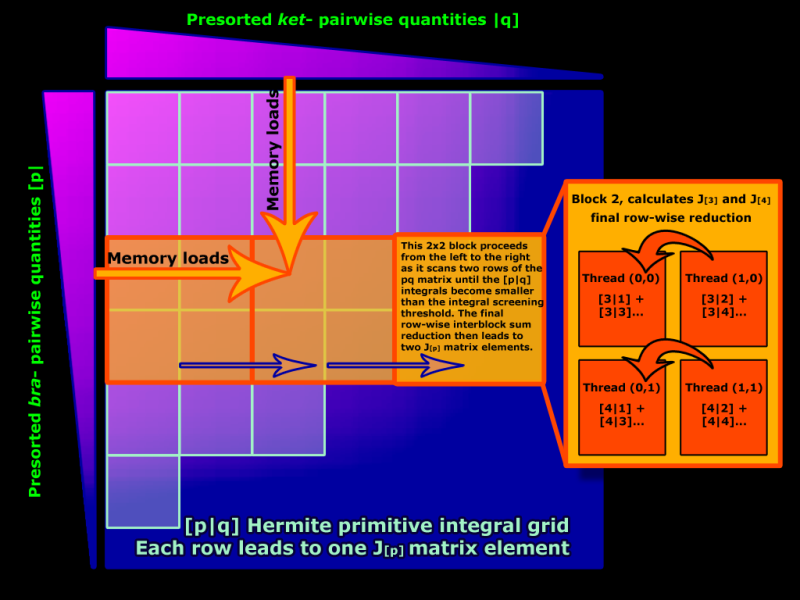 Presorted ket- pairwise quantities |q]
Presorted bra- pairwise quantities [p|
Memory loads
Memory loads
This 2x2 block proceeds
from the left to the right
as it scans two rows of the
pq matrix until the [p|q]
integrals become smaller
than the integral screening
threshold. The final
row-wise interblock sum
reduction then leads to
two J[p] matrix elements.
Block 2, calculates J[3] and J[4]
final row-wise reduction
Thread (0,0)
[3|1] +
[3|3]...
Thread (1,0)
[3|2] +
[3|4]...
Thread (0,1)
[4|1] +
[4|3]...
Thread (1,1)
[4|2] +
[4|4]...
[p|q] Hermite primitive integral grid
Each row leads to one J[p] matrix element